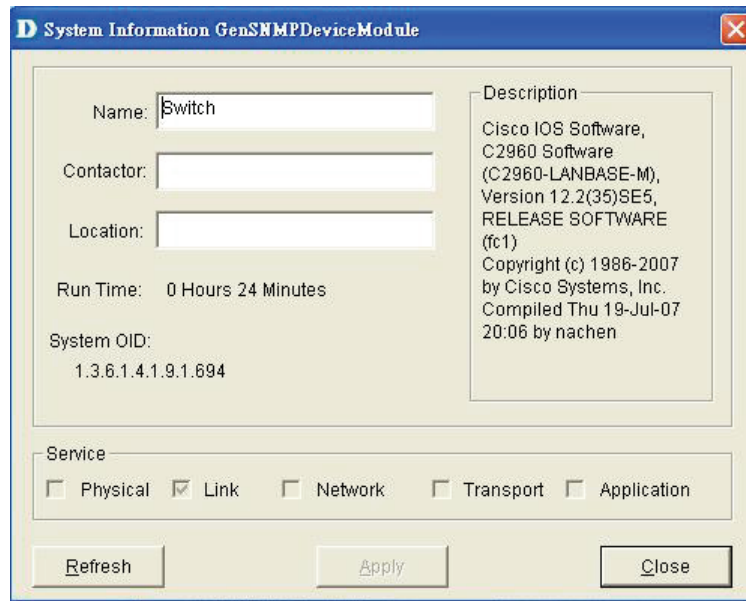 D System Information GenSNMPDeviceModule
Name: Switch
Contactor:
Location:
Run Time: 0 Hours 24 Minutes
System OID:
1.3.6.1.4.1.9.1.694
Description
Cisco IOS Software,
C2960 Software
(C2960-LANBASE-M),
Version 12.2(35)SE5,
RELEASE SOFTWARE
(fc1)
Copyright (c) 1986-2007
by Cisco Systems, Inc.
Compiled Thu 19-Jul-07
20:06 by nachen
Service
Physical Link Network Transport Application
Refresh Apply Close